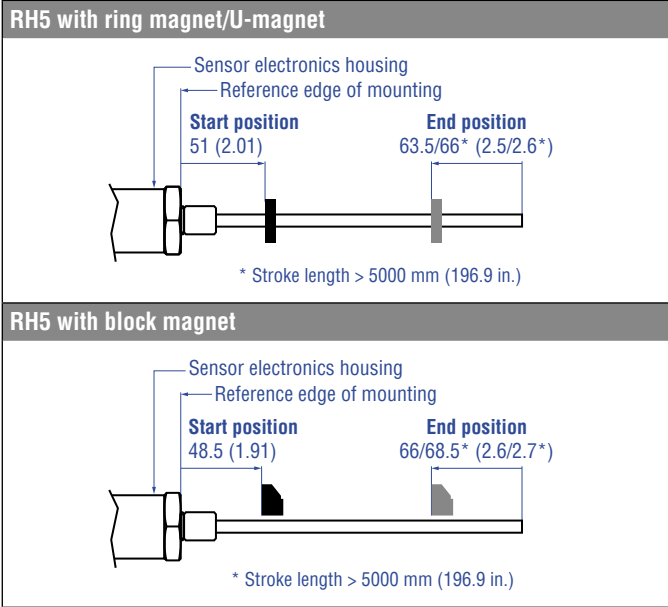 RH5 with ring magnet/U-magnet
Sensor electronics housing
Reference edge of mounting
Start position
51 (2.01)
End position
63.5/66* (2.5/2.6*)
* Stroke length > 5000 mm (196.9 in.)
RH5 with block magnet
Sensor electronics housing
Reference edge of mounting
Start position
48.5 (1.91)
End position
66/68.5* (2.6/2.7*)
* Stroke length > 5000 mm (196.9 in.)